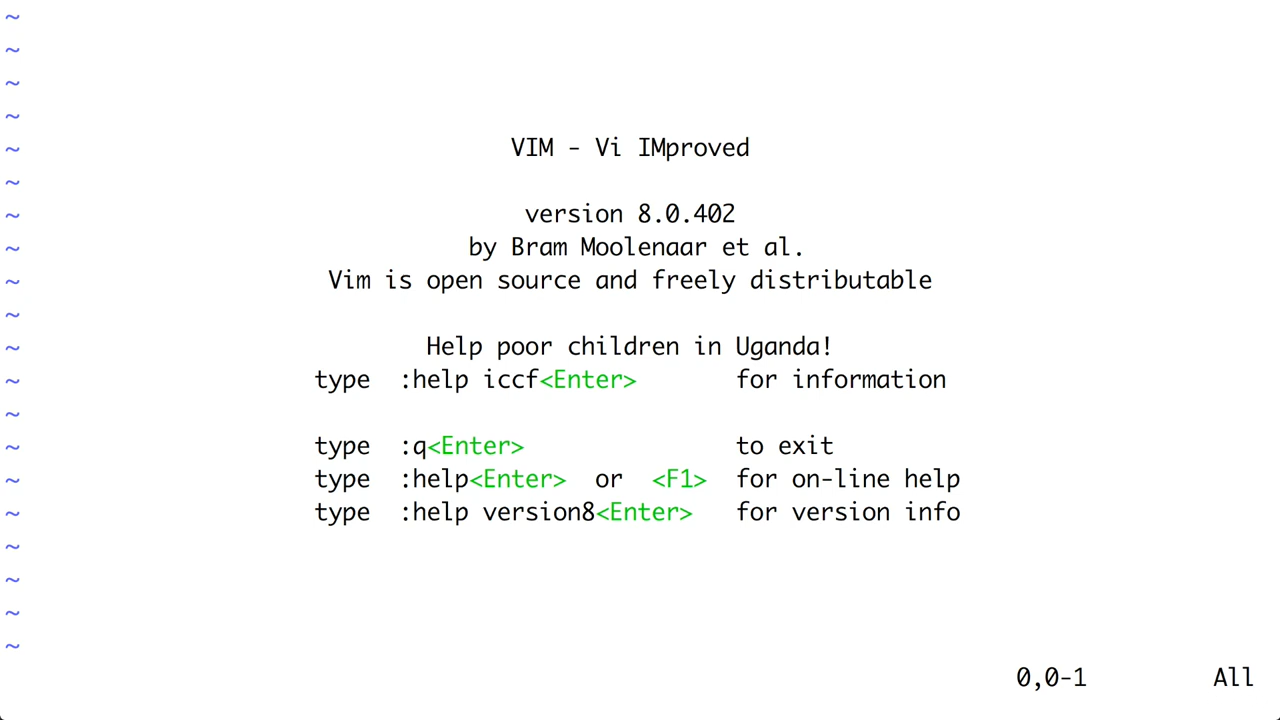 ~
~
~
~
~ VIM - Vi IMproved
~
~ version 8.0.402
~ by Bram Moolenaar et al.
~ Vim is open source and freely distributable
~
~ Help poor children in Uganda!
~ type  :help iccf<Enter>       for information
~
~ type  :q<Enter>               to exit
~ type  :help<Enter>  or  <F1>  for on-line help
~ type  :help version8<Enter>   for version info
~
~
~
~
0,0-1         All